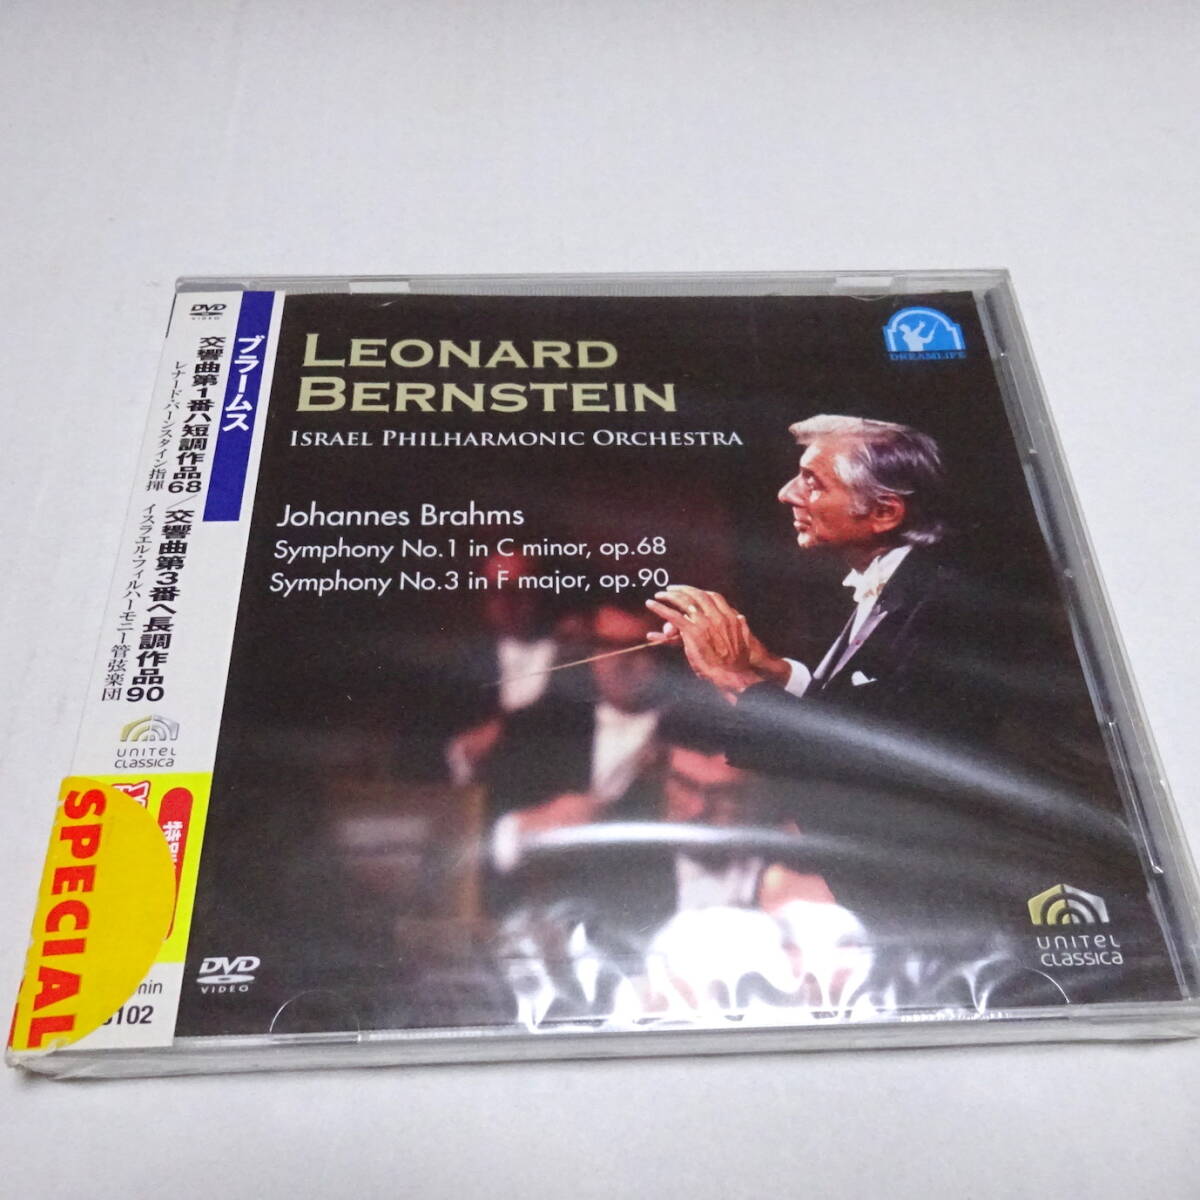 DVD
VIDEO
ブラームス
交響曲第1番ハ短調作品68/交響曲第3番ヘ長調作品90
レナード・バーンスタイン指揮 イスラエル・フィルハーモニー管弦楽団
UNITEL
CLASSICA
SPECIAL
min
102
LEONARD
BERNSTEIN
ISRAEL PHILHARMONIC ORCHESTRA
Johannes Brahms
Symphony No.1 in C minor, op.68
Symphony No.3 in F major, op.90
DREAMLIFE
DVD
VIDEO
UNITEL
CLASSICA